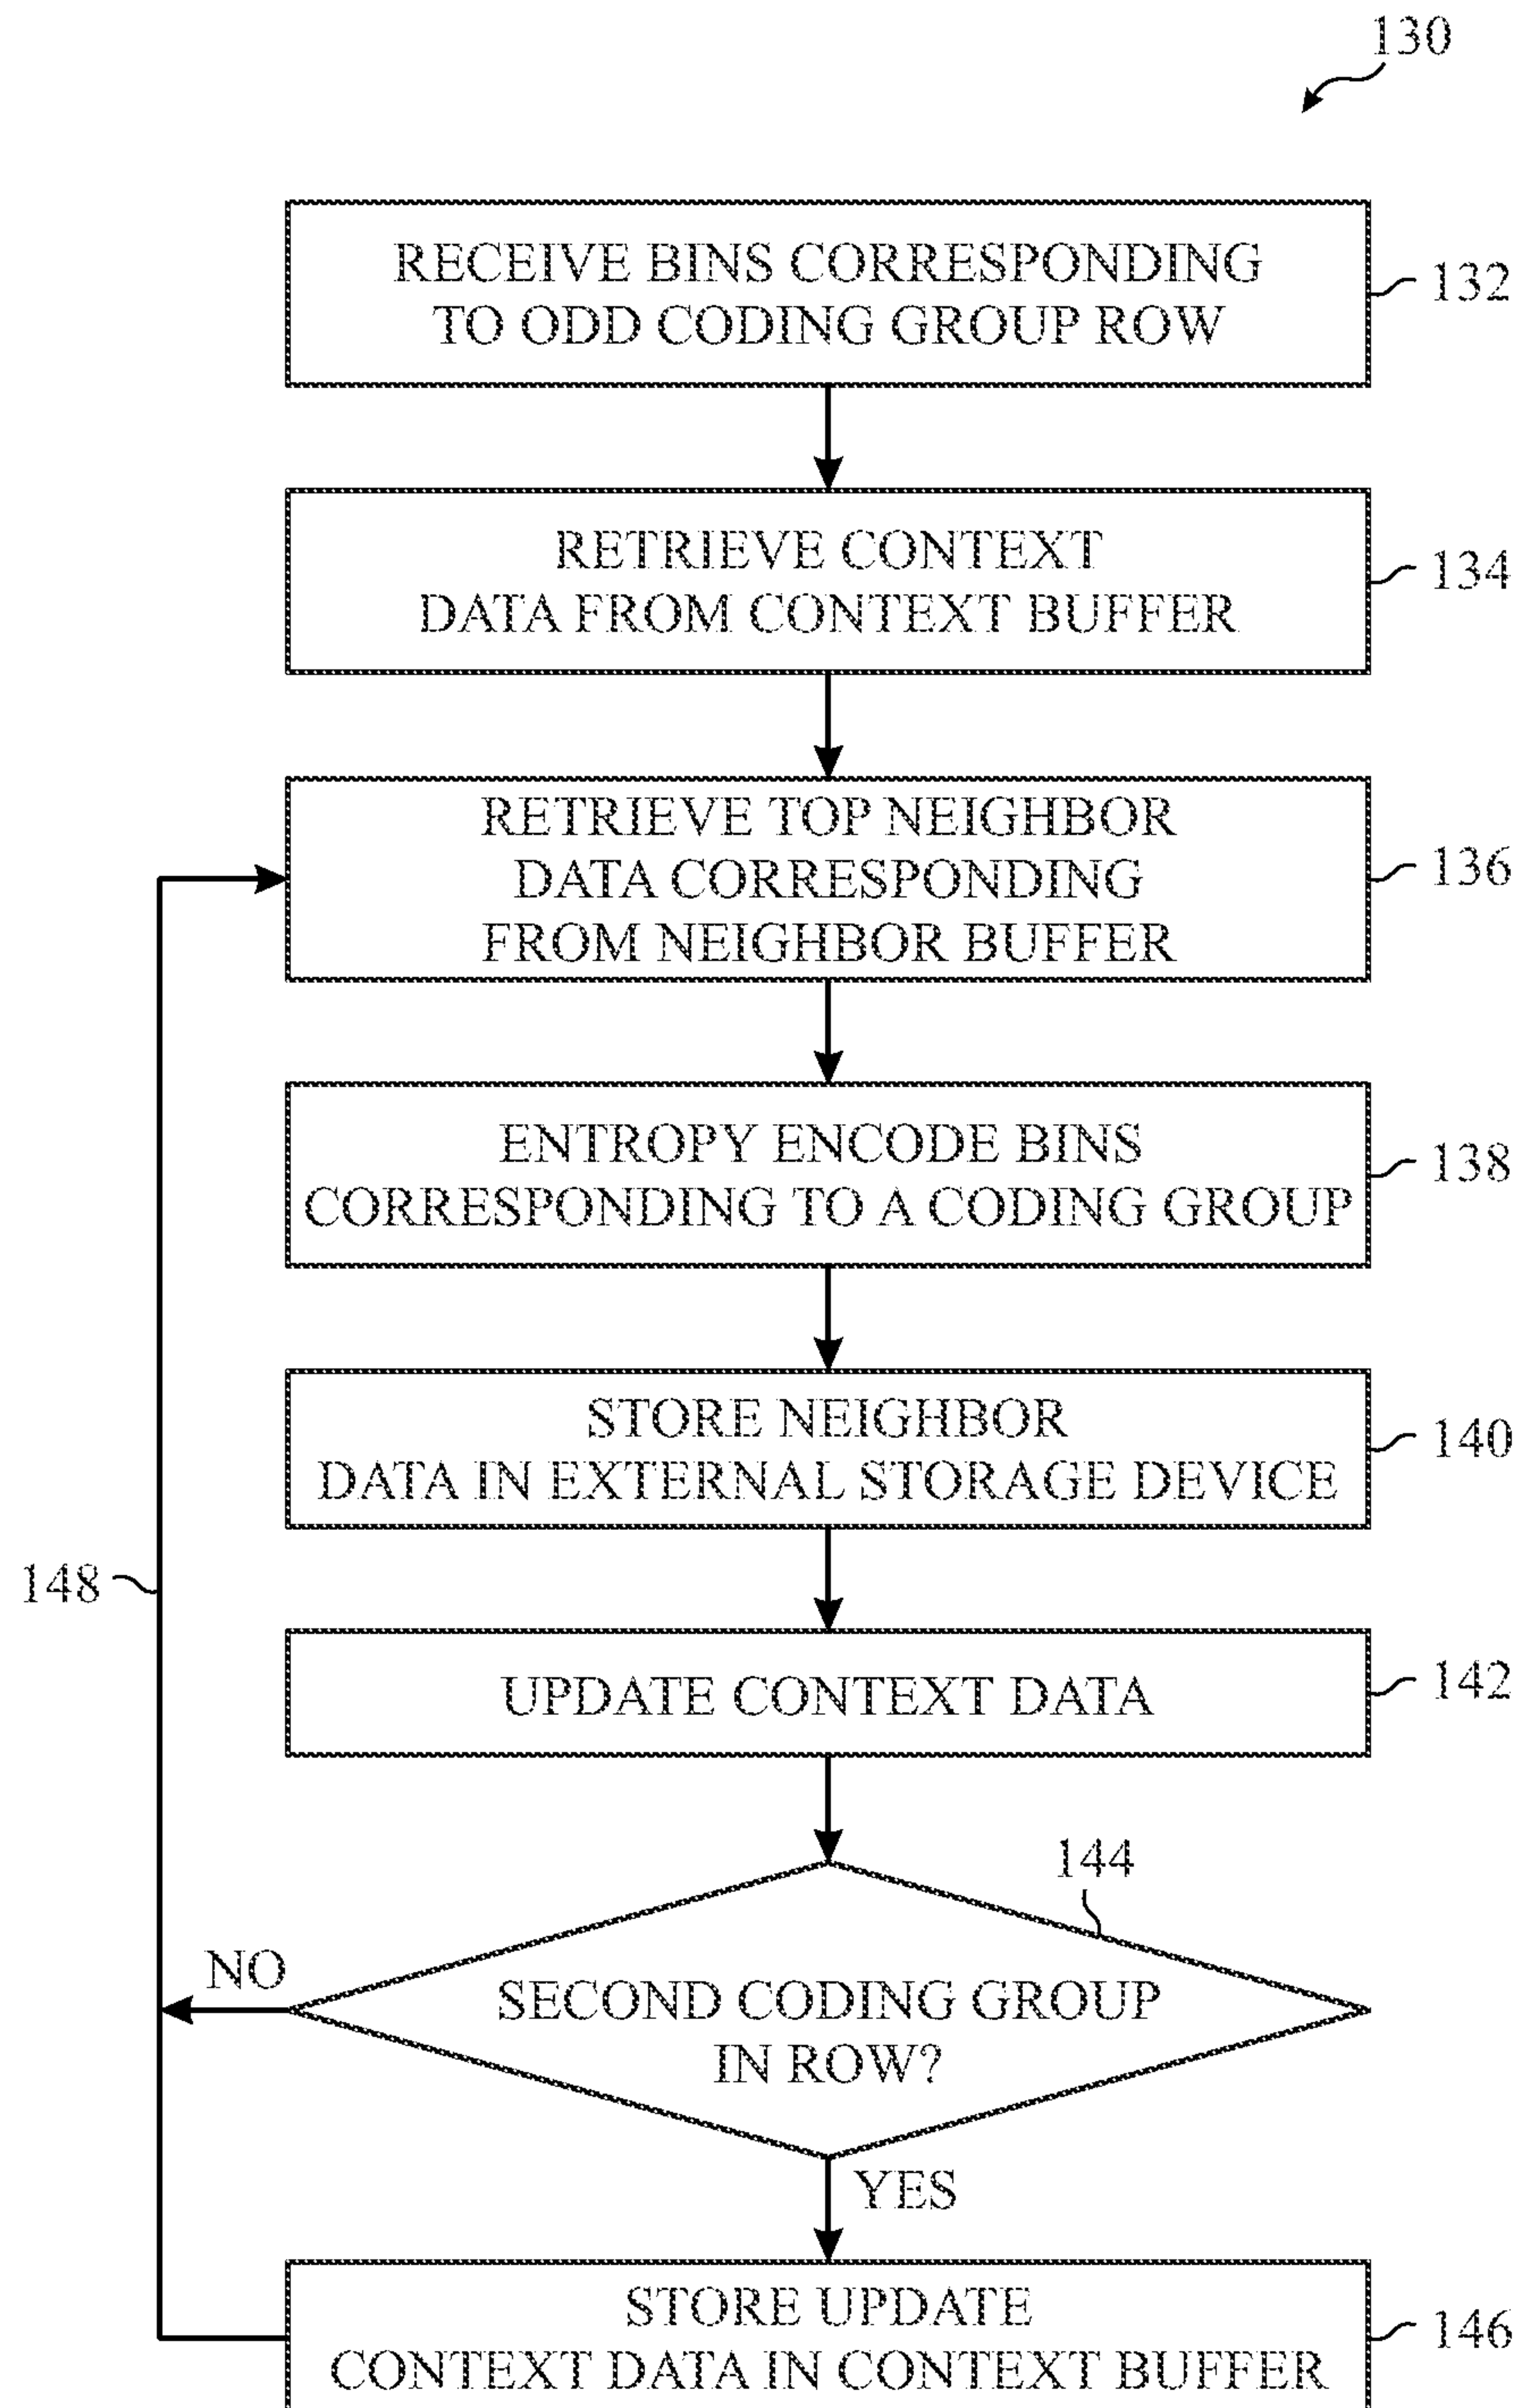 130
RECEIVE BINS CORRESPONDING
TO ODD CODING GROUP ROW
132
RETRIEVE CONTEXT
DATA FROM CONTEXT BUFFER
134
RETRIEVE TOP NEIGHBOR
DATA CORRESPONDING
FROM NEIGHBOR BUFFER
136
ENTROPY ENCODE BINS
CORRESPONDING TO A CODING GROUP
138
STORE NEIGHBOR
DATA IN EXTERNAL STORAGE DEVICE
140
148
UPDATE CONTEXT DATA
142
144
NO
SECOND CODING GROUP
IN ROW?
YES
STORE UPDATE
CONTEXT DATA IN CONTEXT BUFFER
146